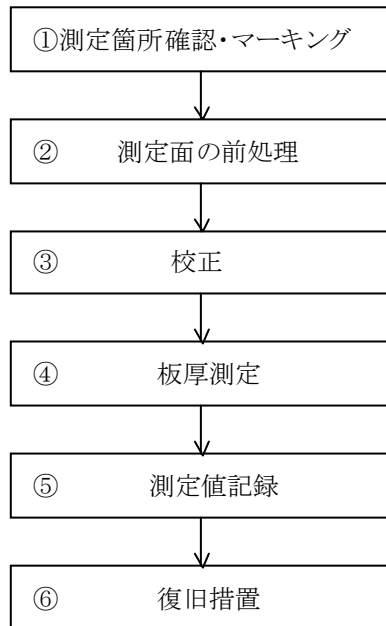 ①測定箇所確認・マーキング
② 測定面の前処理
③ 校正
④ 板厚測定
⑤ 測定値記録
⑥ 復旧措置